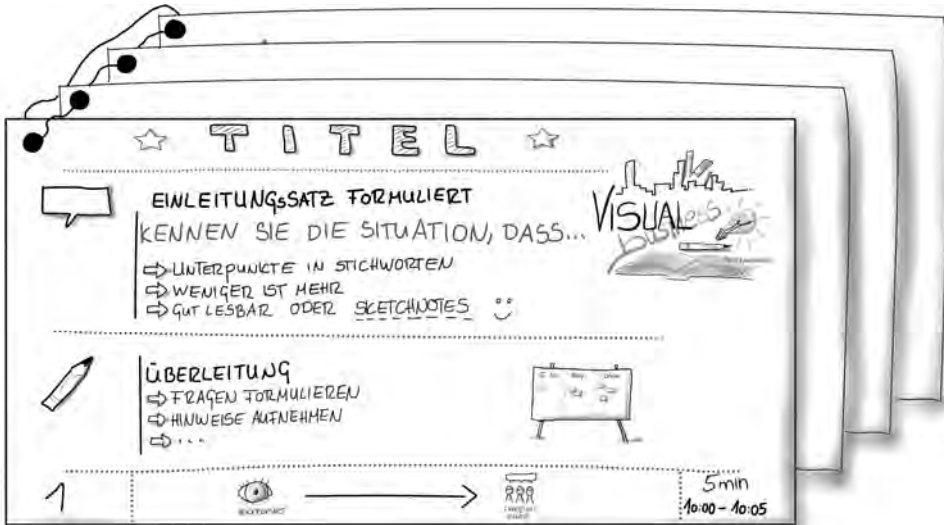 TITEL
EINLEITUNGSSATZ FORMULIERT
KENNEN SIE DIE SITUATION, DASS...
⇨ UNTERPUNKTE IN STICHWORTEN
⇨ WENIGER IST MEHR
⇨ GUT LESBAR ODER SKETCHNOTES
VISUAL
business
ÜBERLEITUNG
⇨ FRAGEN FORMULIEREN
⇨ HINWEISE AUFNEHMEN
⇨ ...
1
5min
10:00 - 10:05